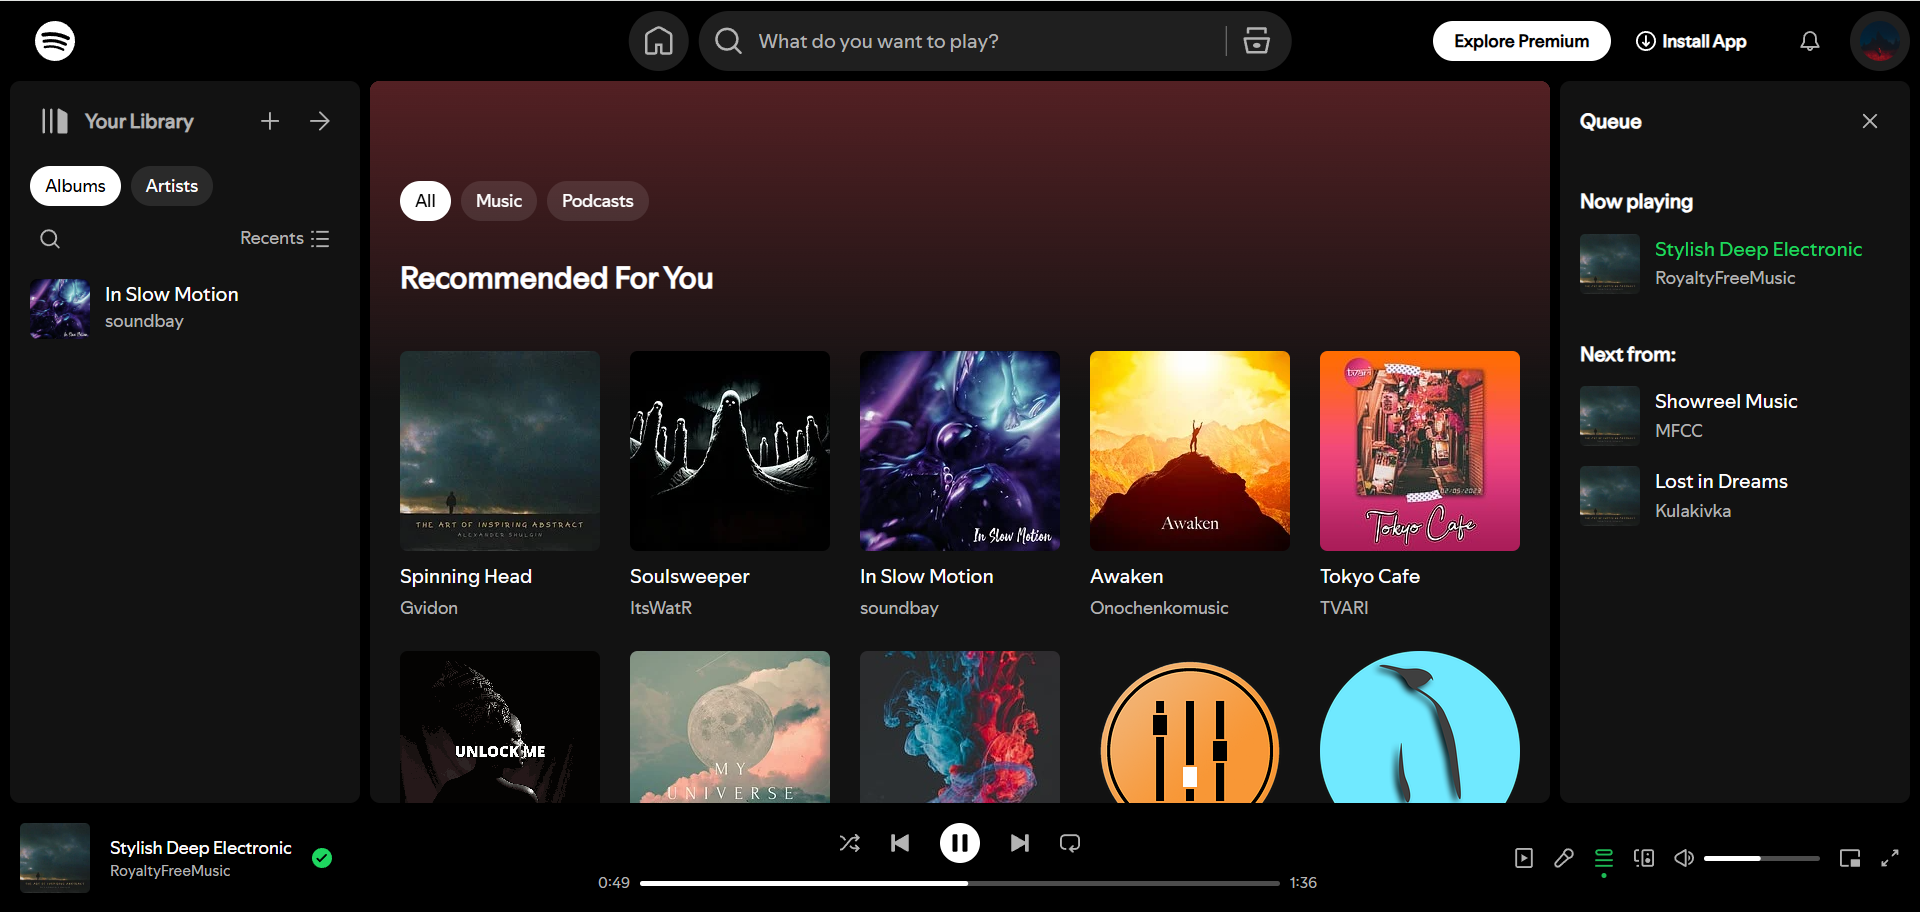 What do you want to play?
Explore Premium
Install App
Your Library
Albums
Artists
Recents
In Slow Motion
soundbay
All
Music
Podcasts
Recommended For You
THE ART OF INSPIRING ABSTRACT
ALEXANDER SHULGIN
Spinning Head
Gvidon
Soulsweeper
ItsWatR
In Slow Motion
In Slow Motion
soundbay
Awaken
Awaken
Onochenkomusic
tvari
Tokyo Cafe
Tokyo Cafe
TVARI
UNLOCK ME
MY
UNIVERSE
Queue
Now playing
Stylish Deep Electronic
RoyaltyFreeMusic
Next from:
Showreel Music
MFCC
Lost in Dreams
Kulakivka
Stylish Deep Electronic
RoyaltyFreeMusic
0:49
1:36